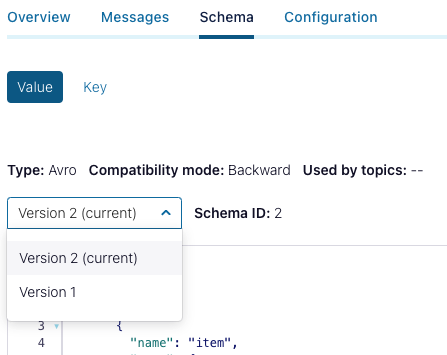 Overview Messages Schema Configuration
Value Key
Type: Avro Compatibility mode: Backward Used by topics: --
Version 2 (current) Schema ID: 2
Version 2 (current)
Version 1
3 {
4 "name": "item",